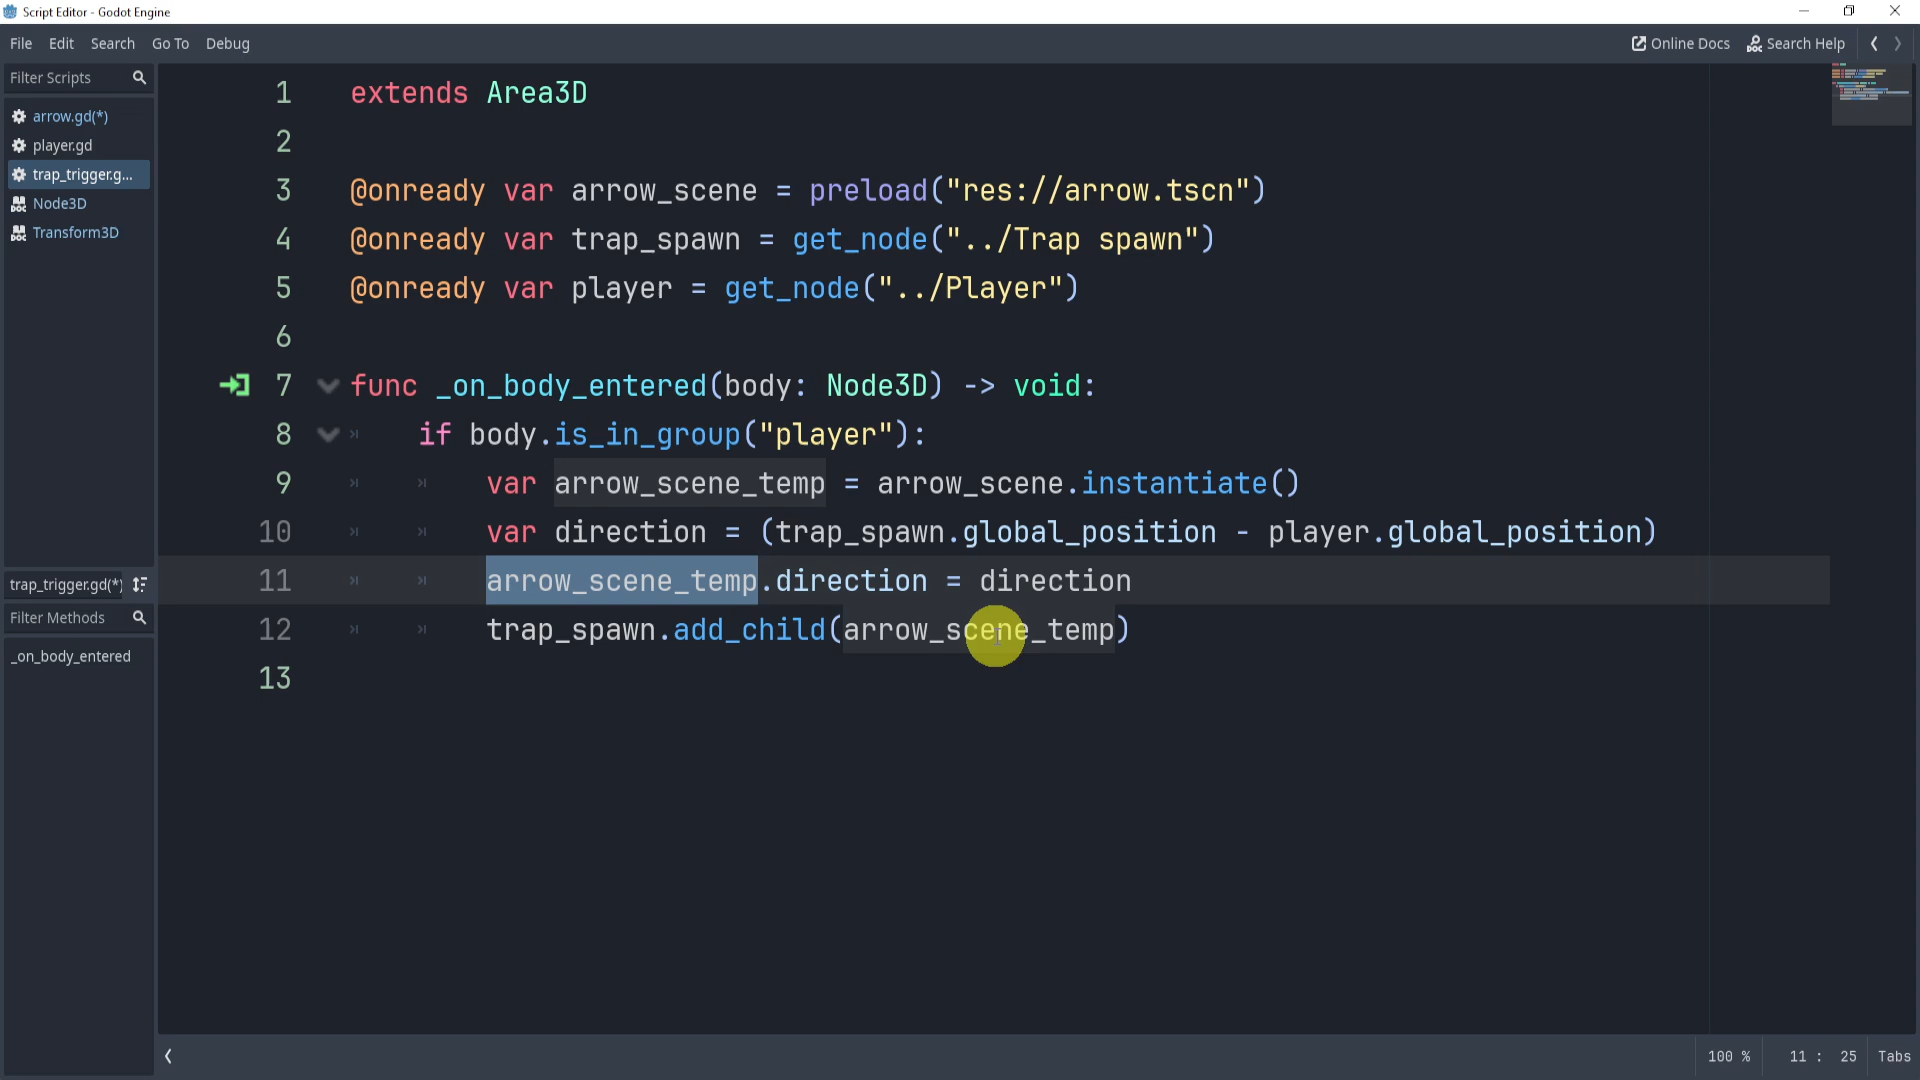 Script Editor - Godot Engine
File Edit Search Go To Debug
Online Docs Search Help
Filter Scripts
arrow.gd(*)
player.gd
trap_trigger.g...
Node3D
Transform3D
trap_trigger.gd(*)
Filter Methods
_on_body_entered
1 extends Area3D
2
3 @onready var arrow_scene = preload("res://arrow.tscn")
4 @onready var trap_spawn = get_node("../Trap spawn")
5 @onready var player = get_node("../Player")
6
7 func _on_body_entered(body: Node3D) -> void:
8 if body.is_in_group("player"):
9 var arrow_scene_temp = arrow_scene.instantiate()
10 var direction = (trap_spawn.global_position - player.global_position)
11 arrow_scene_temp.direction = direction
12 trap_spawn.add_child(arrow_scene_temp)
13
100 % 11 : 25 Tabs